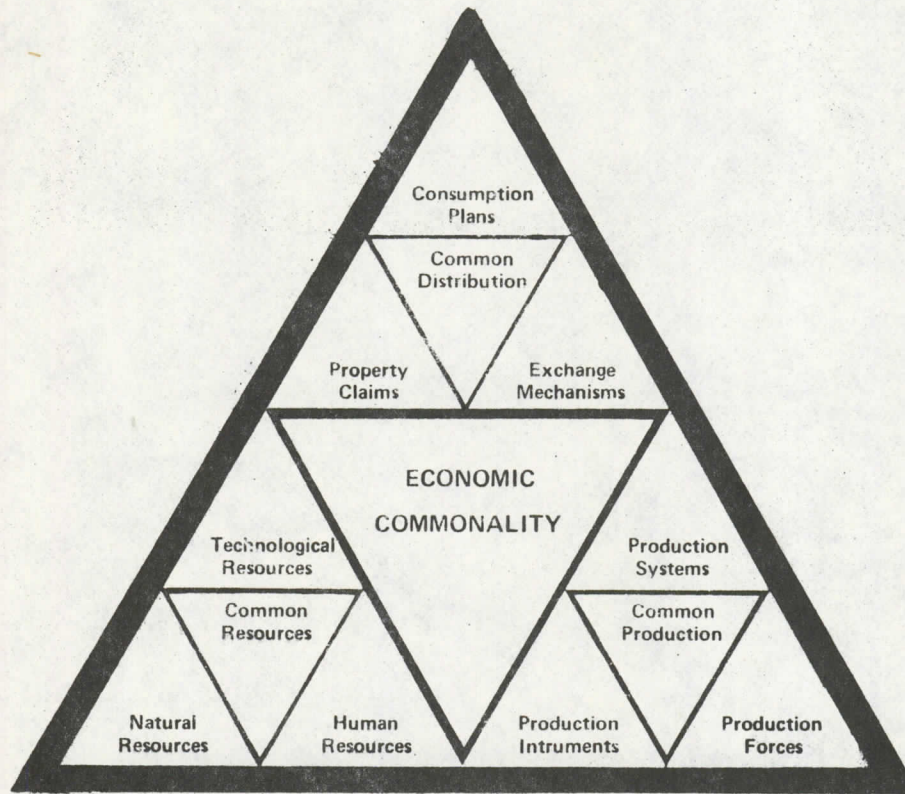 Consumption
Plans
Common
Distribution
Property
Claims
Exchange
Mechanisms
ECONOMIC
COMMONALITY
Technological
Resources
Production
Systems
Common
Resources
Common
Production
Natural
Resources
Human
Resources
Production
Intruments
Production
Forces